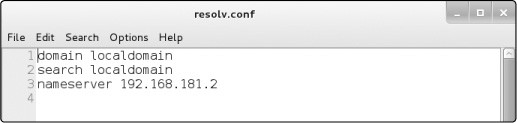 resolv.conf
File Edit Search Options Help
1 domain localdomain
2 search localdomain
3 nameserver 192.168.181.2
4